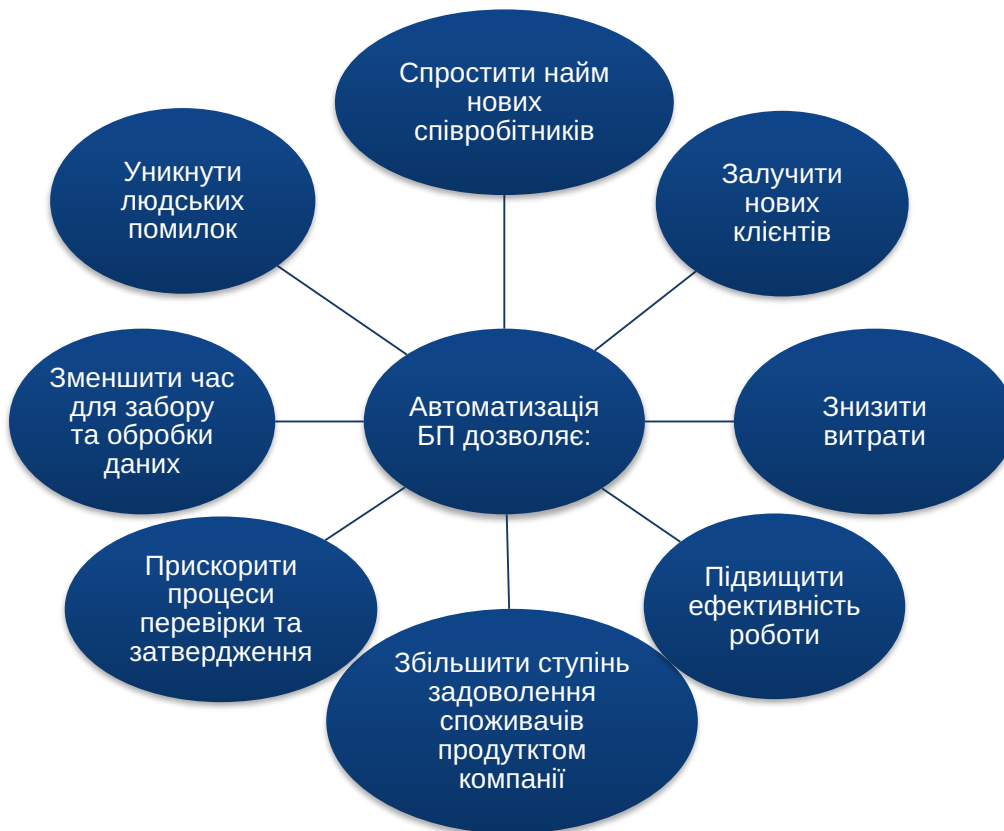 Спростити найм
нових
співробітників
Уникнути
людських
помилок
Залучити
нових
клієнтів
Зменшити час
для забору
та обробки
даних
Автоматизація
БП дозволяє:
Знизити
витрати
Прискорити
процеси
перевірки та
затвердження
Підвищити
ефективність
роботи
Збільшити ступінь
задоволення
споживачів
продутктом
компанії